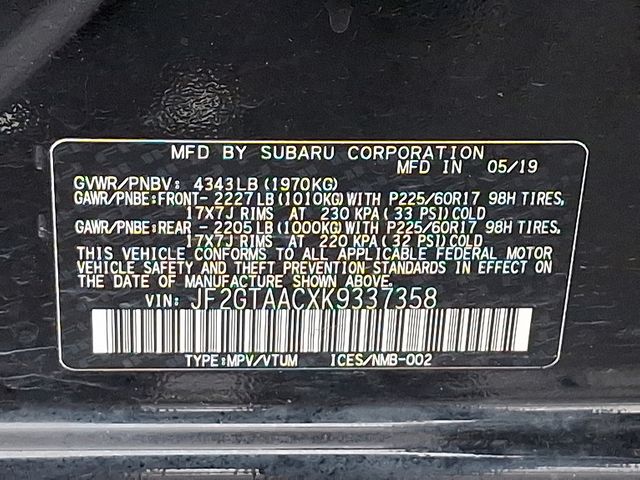 MFD BY SUBARU CORPORATION
MFD IN 05/19
GVWR/PNBV: 4343LB(1970KG)
GAWR/PNBE:FRONT-2227LB(1010KG)WITH P225/60R17 98H TIRES,
17X7J RIMS AT 230 KPA(33 PSI)COLD
GAWR/PNBE:REAR -2205LB(1000KG)WITH P225/60R17 98H TIRES,
17X7J RIMS AT 220 KPA(32 PSI)COLD
THIS VEHICLE CONFORMS TO ALL APPLICABLE FEDERAL MOTOR
VEHICLE SAFETY AND THEFT PREVENTION STANDARDS IN EFFECT
ON THE DATE OF MANUFACTURE SHOWN ABOVE.
VIN: JF2GTAACXK9337358
TYPE:MPV/VTUM ICES/NMB-002